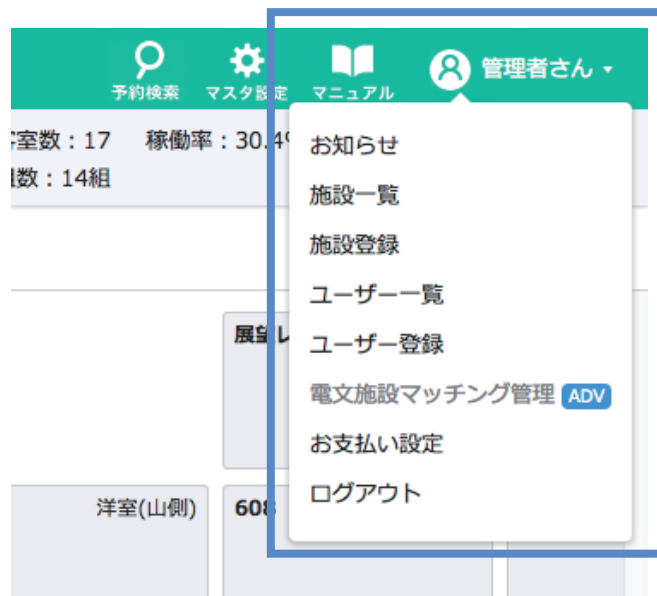 予約検索
マスタ設定
マニュアル
管理者さん
室数：17 稼働率：30.4
数：14組
お知らせ
施設一覧
施設登録
ユーザー一覧
ユーザー登録
電文施設マッチング管理 ADV
お支払い設定
ログアウト
展望レ
洋室(山側)
608